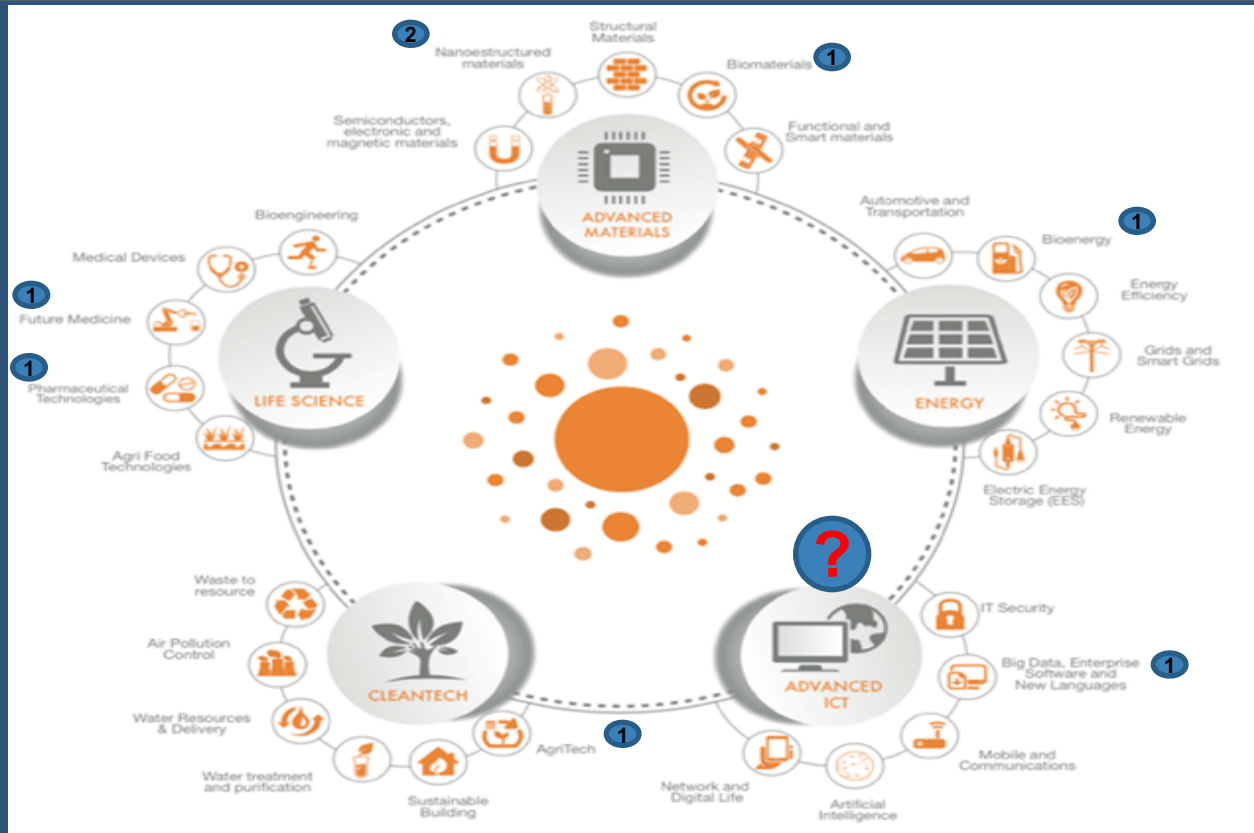 2
Nanoestructured
materials
Structural
Materials
Biomaterials
1
Semiconductors,
electronic and
magnetic materials
Functional and
Smart materials
ADVANCED
MATERIALS
Automotive and
Transportation
Bioenergy
1
Energy
Efficiency
Grids and
Smart Grids
Renewable
Energy
Electric Energy
Storage (EES)
ENERGY
Bioengineering
Medical Devices
1
Future Medicine
1
Pharmaceutical
Technologies
Agri Food
Technologies
LIFE SCIENCE
Waste to
resource
Air Pollution
Control
Water Resources
& Delivery
Water treatment
and purification
Sustainable
Building
AgriTech
1
CLEANTECH
?
ADVANCED
ICT
IT Security
Big Data, Enterprise
Software and
New Languages
1
Mobile and
Communications
Artificial
Intelligence
Network and
Digital Life